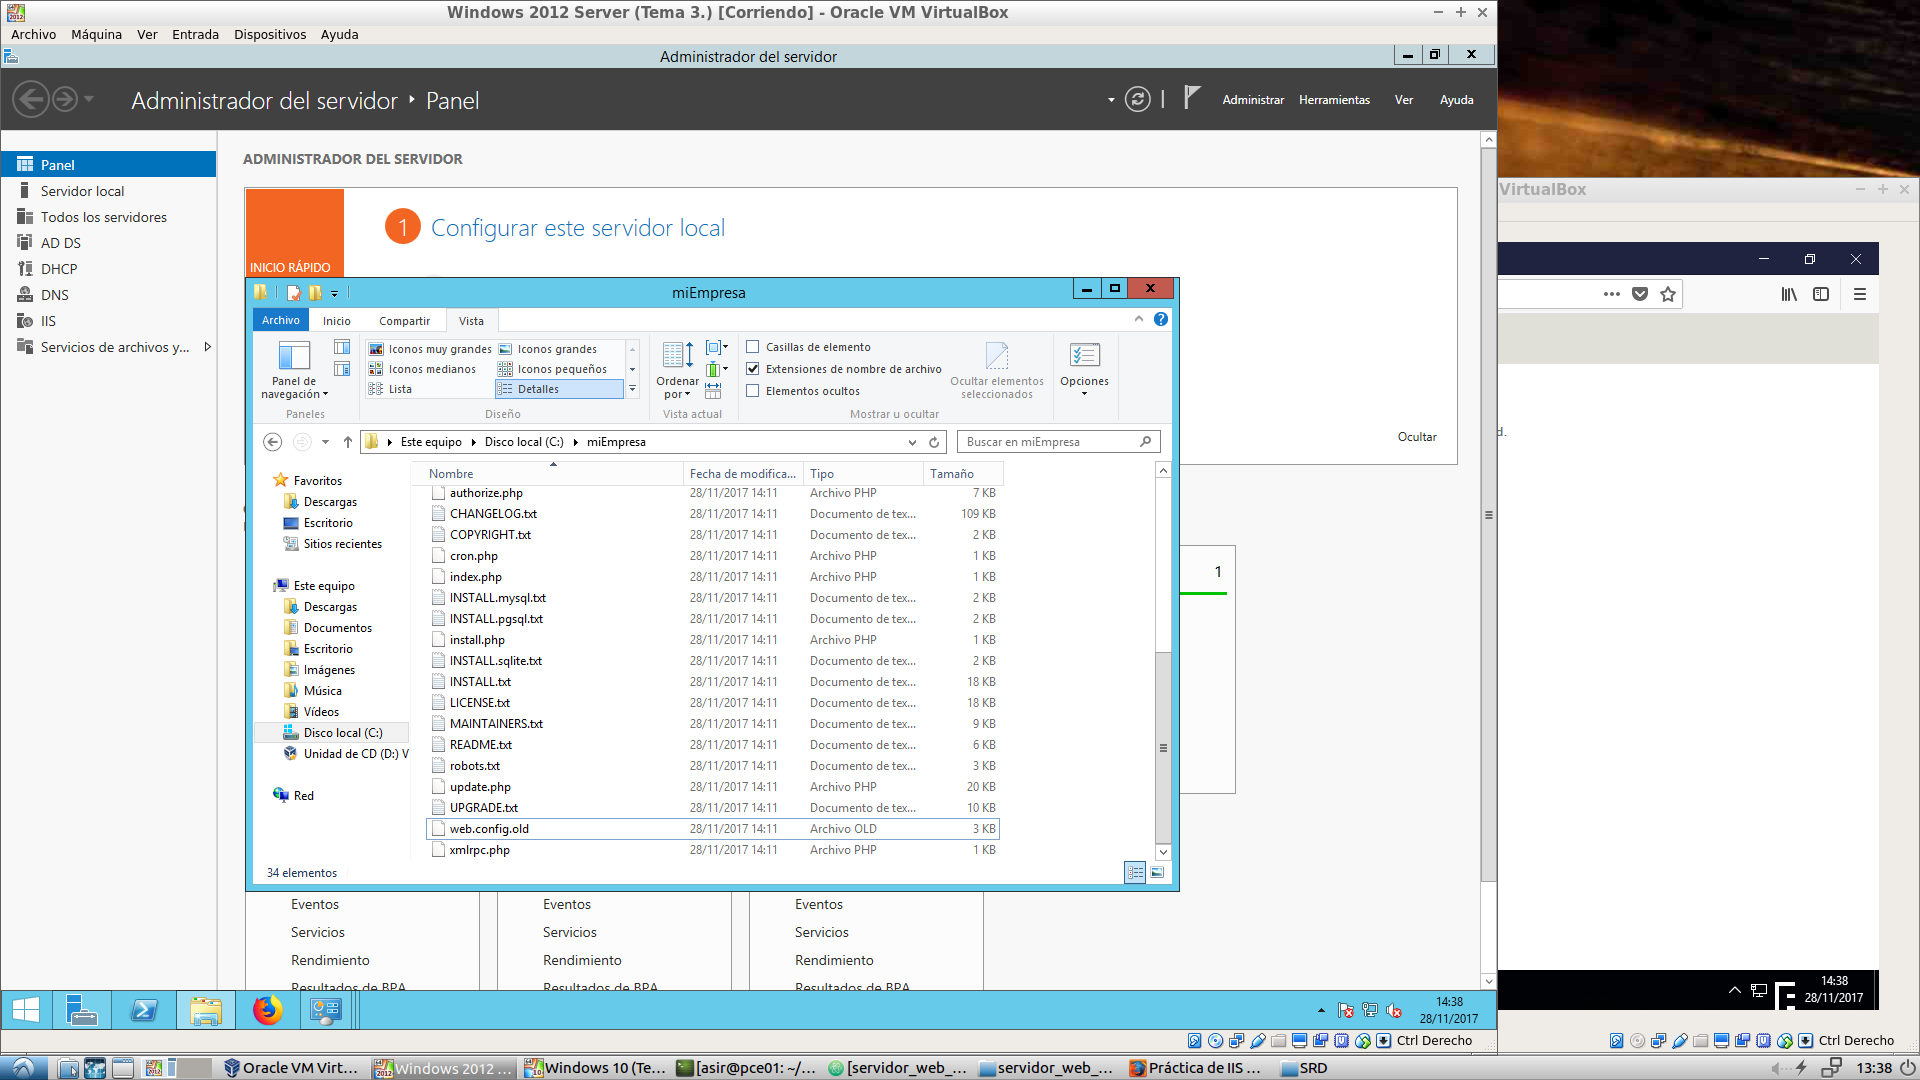 Windows 2012 Server (Tema 3.) [Corriendo] - Oracle VM VirtualBox
Archivo Máquina Ver Entrada Dispositivos Ayuda
Administrador del servidor
Administrador del servidor Panel
Administrar Herramientas Ver Ayuda
Panel
Servidor local
Todos los servidores
AD DS
DHCP
DNS
IIS
Servicios de archivos y...
ADMINISTRADOR DEL SERVIDOR
INICIO RÁPIDO
1 Configurar este servidor local
Ocultar
miEmpresa
Archivo Inicio Compartir Vista
Panel de navegación
Paneles
Iconos muy grandes Iconos grandes
Iconos medianos Iconos pequeños
Lista Detalles
Diseño
Ordenar por
Vista actual
Casillas de elemento
Extensiones de nombre de archivo
Elementos ocultos
Ocultar elementos seleccionados
Mostrar u ocultar
Opciones
Este equipo Disco local (C:) miEmpresa
Buscar en miEmpresa
Favoritos
Descargas
Escritorio
Sitios recientes
Este equipo
Descargas
Documentos
Escritorio
Imágenes
Música
Vídeos
Disco local (C:)
Unidad de CD (D:) V
Red
Nombre Fecha de modifica... Tipo Tamaño
authorize.php 28/11/2017 14:11 Archivo PHP 7 KB
CHANGELOG.txt 28/11/2017 14:11 Documento de tex... 109 KB
COPYRIGHT.txt 28/11/2017 14:11 Documento de tex... 2 KB
cron.php 28/11/2017 14:11 Archivo PHP 1 KB
index.php 28/11/2017 14:11 Archivo PHP 1 KB
INSTALL.mysql.txt 28/11/2017 14:11 Documento de tex... 2 KB
INSTALL.pgsql.txt 28/11/2017 14:11 Documento de tex... 2 KB
install.php 28/11/2017 14:11 Archivo PHP 1 KB
INSTALL.sqlite.txt 28/11/2017 14:11 Documento de tex... 2 KB
INSTALL.txt 28/11/2017 14:11 Documento de tex... 18 KB
LICENSE.txt 28/11/2017 14:11 Documento de tex... 18 KB
MAINTAINERS.txt 28/11/2017 14:11 Documento de tex... 9 KB
README.txt 28/11/2017 14:11 Documento de tex... 6 KB
robots.txt 28/11/2017 14:11 Documento de tex... 3 KB
update.php 28/11/2017 14:11 Archivo PHP 20 KB
UPGRADE.txt 28/11/2017 14:11 Documento de tex... 10 KB
web.config.old 28/11/2017 14:11 Archivo OLD 3 KB
xmlrpc.php 28/11/2017 14:11 Archivo PHP 1 KB
34 elementos
1
Eventos Eventos Eventos
Servicios Servicios Servicios
Rendimiento Rendimiento Rendimiento
Resultados de BPA Resultados de BPA Resultados de BPA
14:38
28/11/2017
Ctrl Derecho
VirtualBox
d.
14:38
28/11/2017
Ctrl Derecho
Oracle VM Virt... Windows 2012 ... Windows 10 (Te... [asir@pce01: ~/... [servidor_web_... servidor_web_... Práctica de IIS ... SRD 13:38